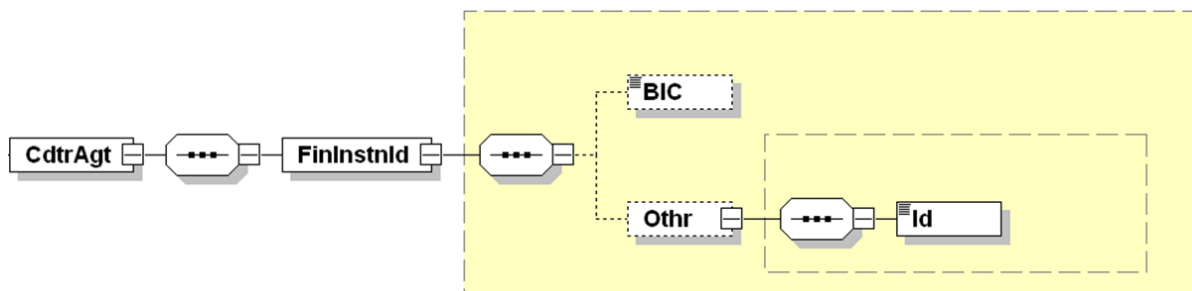 BIC
CdtrAgt
FinInstnId
Othr
Id